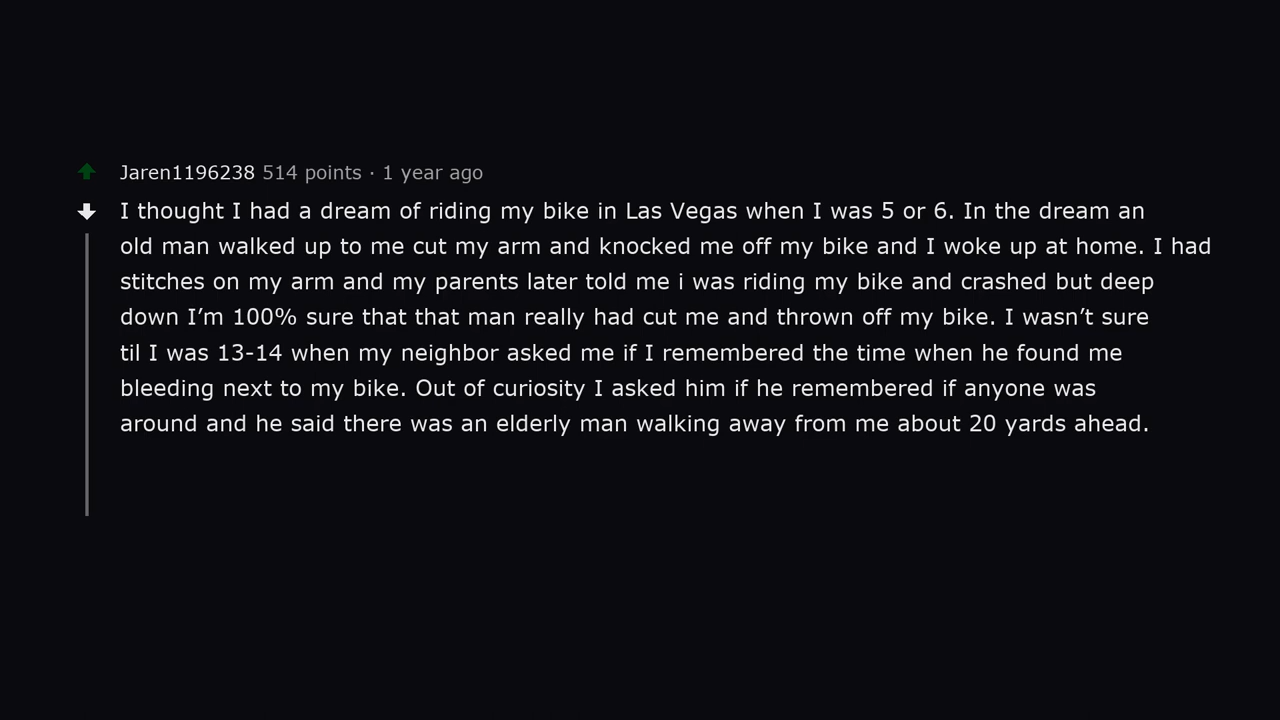 Jaren1196238 514 points · 1 year ago
I thought I had a dream of riding my bike in Las Vegas when I was 5 or 6. In the dream an
old man walked up to me cut my arm and knocked me off my bike and I woke up at home. I had
stitches on my arm and my parents later told me i was riding my bike and crashed but deep
down I’m 100% sure that that man really had cut me and thrown off my bike. I wasn’t sure
til I was 13-14 when my neighbor asked me if I remembered the time when he found me
bleeding next to my bike. Out of curiosity I asked him if he remembered if anyone was
around and he said there was an elderly man walking away from me about 20 yards ahead.